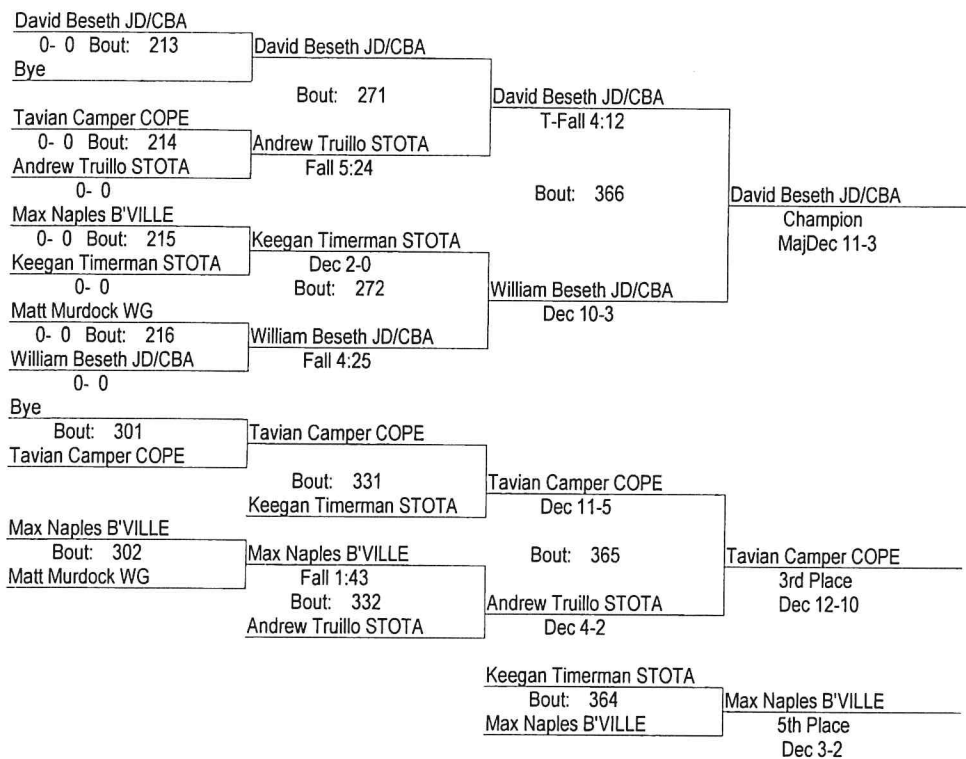 David Beseth JD/CBA
0- 0 Bout: 213
Bye
David Beseth JD/CBA
Bout: 271
Tavian Camper COPE
0- 0 Bout: 214
Andrew Truillo STOTA
0- 0
Andrew Truillo STOTA
Fall 5:24
David Beseth JD/CBA
T-Fall 4:12
Bout: 366
Max Naples B'VILLE
0- 0 Bout: 215
Keegan Timerman STOTA
0- 0
Keegan Timerman STOTA
Dec 2-0
Bout: 272
Matt Murdock WG
0- 0 Bout: 216
William Beseth JD/CBA
0- 0
William Beseth JD/CBA
Fall 4:25
William Beseth JD/CBA
Dec 10-3
David Beseth JD/CBA
Champion
MajDec 11-3
Bye
Bout: 301
Tavian Camper COPE
Tavian Camper COPE
Bout: 331
Keegan Timerman STOTA
Tavian Camper COPE
Dec 11-5
Bout: 365
Max Naples B'VILLE
Bout: 302
Matt Murdock WG
Max Naples B'VILLE
Fall 1:43
Bout: 332
Andrew Truillo STOTA
Andrew Truillo STOTA
Dec 4-2
Tavian Camper COPE
3rd Place
Dec 12-10
Keegan Timerman STOTA
Bout: 364
Max Naples B'VILLE
Max Naples B'VILLE
5th Place
Dec 3-2